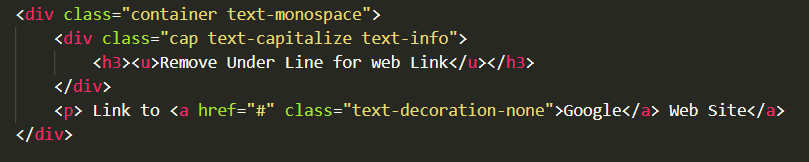 <div class="container text-monospace">
<div class="cap text-capitalize text-info">
<h3><u>Remove Under Line for web Link</u></h3>
</div>
<p> Link to <a href="#" class="text-decoration-none">Google</a> Web Site</a>
</div>